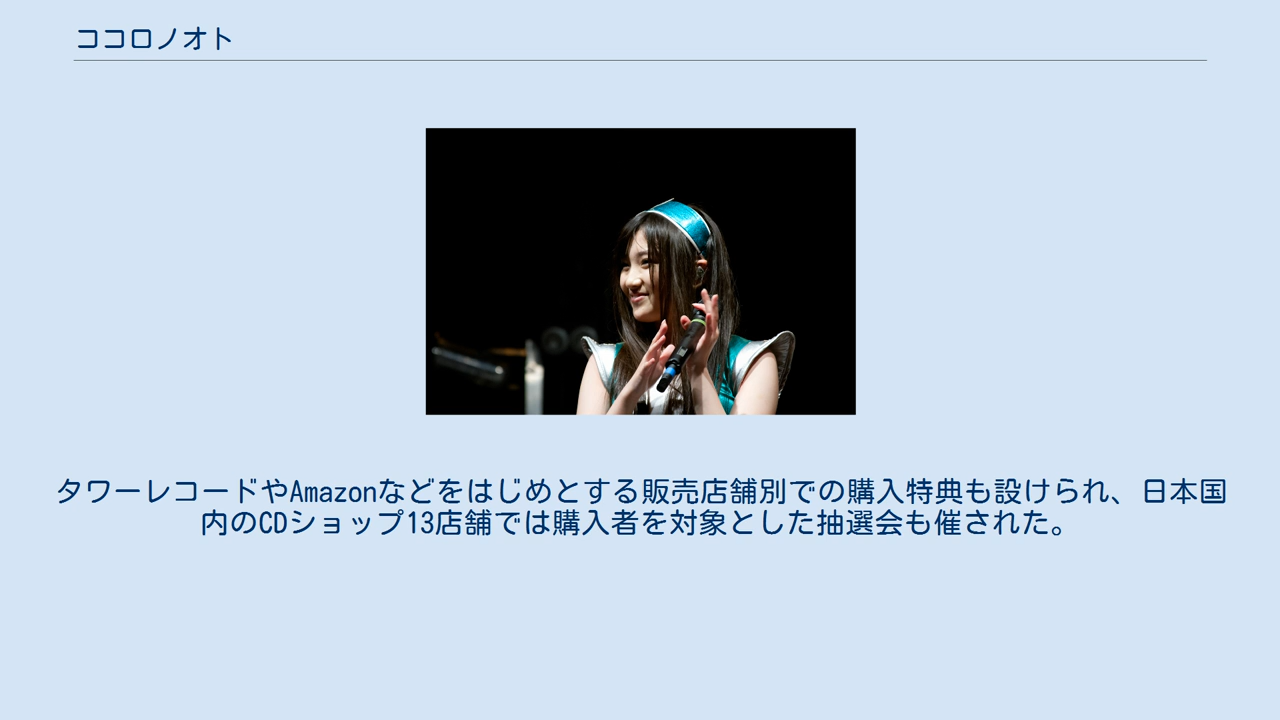 ココロノオト
タワーレコードやAmazonなどをはじめとする販売店舗別での購入特典も設けられ、日本国
内のCDショップ13店舗では購入者を対象とした抽選会も催された。